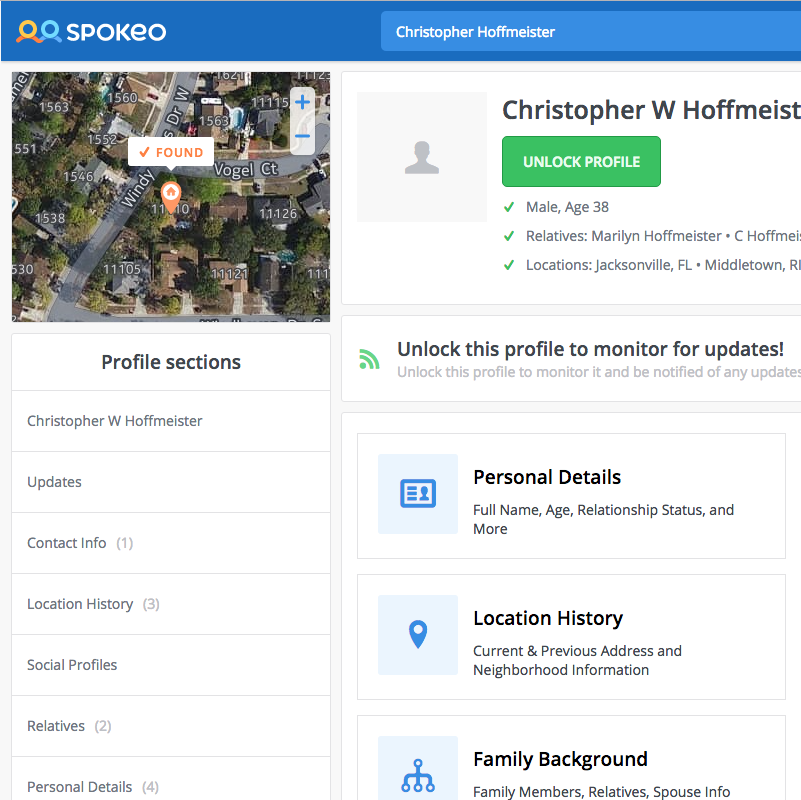 SPOKEO
Christopher Hoffmeister
1621
1112
1563
1560
11115
1563
1552
551
FOUND
1546
Windy
s Dr W
Vogel Ct
11110
11126
1538
530
11105
11121
111
Christopher W Hoffmeist
UNLOCK PROFILE
Male, Age 38
Relatives: Marilyn Hoffmeister • C Hoffmeis
Locations: Jacksonville, FL • Middletown, RI
Unlock this profile to monitor for updates!
Unlock this profile to monitor it and be notified of any updates
Profile sections
Christopher W Hoffmeister
Updates
Contact Info (1)
Location History (3)
Social Profiles
Relatives (2)
Personal Details (4)
Personal Details
Full Name, Age, Relationship Status, and
More
Location History
Current & Previous Address and
Neighborhood Information
Family Background
Family Members, Relatives, Spouse Info